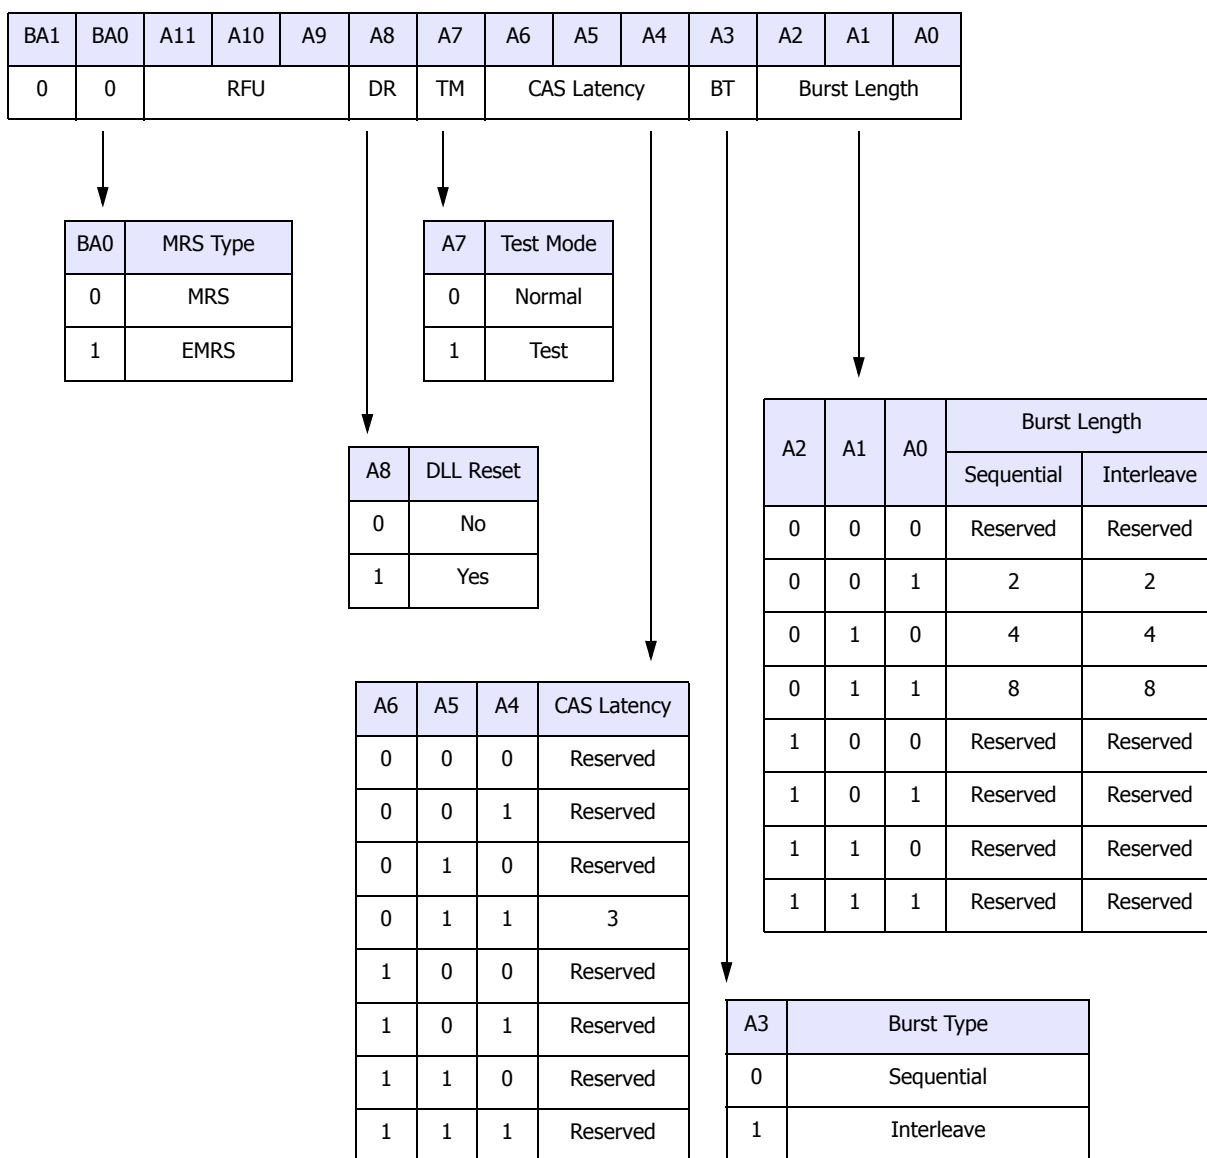 BA1 BA0 A11 A10 A9 A8 A7 A6 A5 A4 A3 A2 A1 A0
0 0 RFU DR TM CAS Latency BT Burst Length
BA0 MRS Type
0 MRS
1 EMRS
A7 Test Mode
0 Normal
1 Test
A8 DLL Reset
0 No
1 Yes
A2 A1 A0 Burst Length
Sequential Interleave
0 0 0 Reserved Reserved
0 0 1 2 2
0 1 0 4 4
0 1 1 8 8
1 0 0 Reserved Reserved
1 0 1 Reserved Reserved
1 1 0 Reserved Reserved
1 1 1 Reserved Reserved
A6 A5 A4 CAS Latency
0 0 0 Reserved
0 0 1 Reserved
0 1 0 Reserved
0 1 1 3
1 0 0 Reserved
1 0 1 Reserved
1 1 0 Reserved
1 1 1 Reserved
A3 Burst Type
0 Sequential
1 Interleave